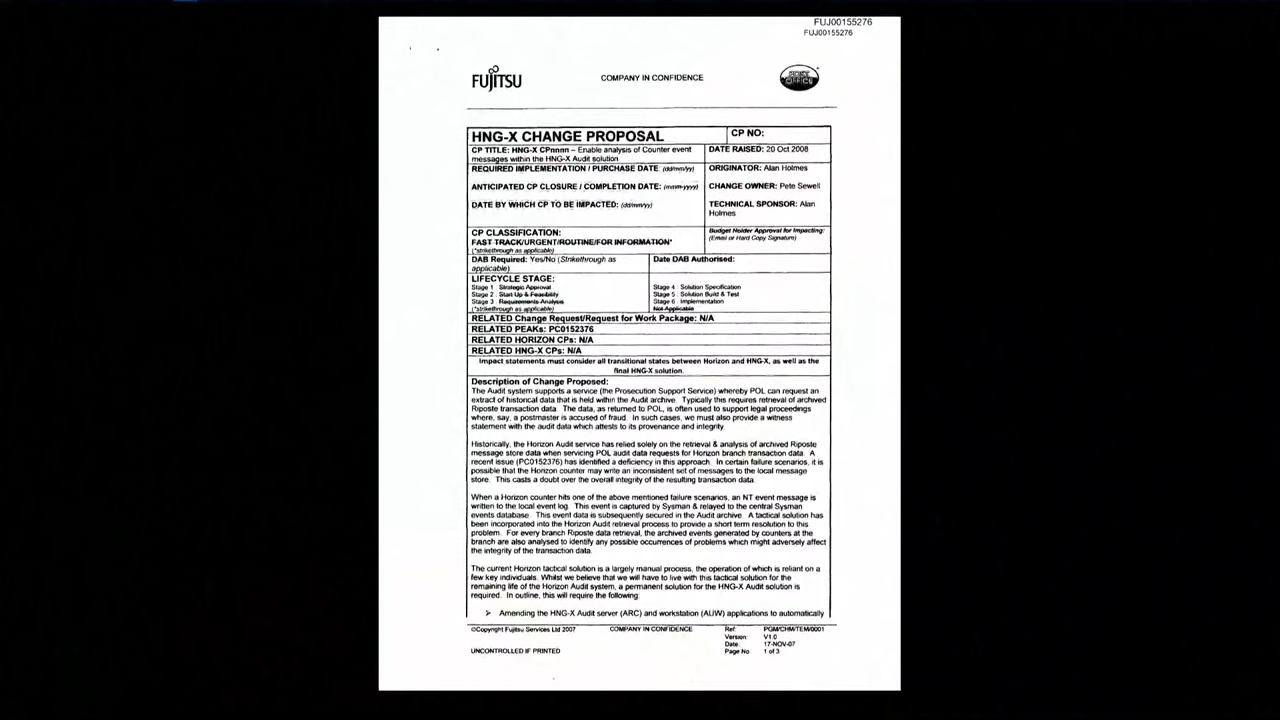 FUJ00155276
FUJ00155276
FUJITSU
COMPANY IN CONFIDENCE
POST OFFICE
HNG-X CHANGE PROPOSAL
CP NO:
CP TITLE: HNG-X CPnnnn – Enable analysis of Counter event
messages within the HNG-X Audit solution
DATE RAISED: 20 Oct 2008
REQUIRED IMPLEMENTATION / PURCHASE DATE: (dd/mm/yy)
ORIGINATOR: Alan Holmes
ANTICIPATED CP CLOSURE / COMPLETION DATE: (mmm-yyyy)
CHANGE OWNER: Pete Sewell
DATE BY WHICH CP TO BE IMPACTED: (dd/mm/yy)
TECHNICAL SPONSOR: Alan
Holmes
CP CLASSIFICATION:
FAST TRACK/URGENT/ROUTINE/FOR INFORMATION*
(*strikethrough as applicable)
Budget Holder Approval for Impacting:
(Email or Hard Copy Signature)
DAB Required: Yes/No (Strikethrough as
applicable)
Date DAB Authorised:
LIFECYCLE STAGE:
Stage 1 : Strategic Approval
Stage 2 : Start Up & Feasibility
Stage 3 : Requirements Analysis
(*strikethrough as applicable)
Stage 4 : Solution Specification
Stage 5 : Solution Build & Test
Stage 6 : Implementation
Not Applicable
RELATED Change Request/Request for Work Package: N/A
RELATED PEAKS: PC0152376
RELATED HORIZON CPs: N/A
RELATED HNG-X CPs: N/A
Impact statements must consider all transitional states between Horizon and HNG-X, as well as the
final HNG-X solution.
Description of Change Proposed:
The Audit system supports a service (the Prosecution Support Service) whereby POL can request an
extract of historical data that is held within the Audit archive. Typically this requires retrieval of archived
Riposte transaction data. The data, as returned to POL, is often used to support legal proceedings
where, say, a postmaster is accused of fraud. In such cases, we must also provide a witness
statement with the audit data which attests to its provenance and integrity.
Historically, the Horizon Audit service has relied solely on the retrieval & analysis of archived Riposte
message store data when servicing POL audit data requests for Horizon branch transaction data. A
recent issue (PC0152376) has identified a deficiency in this approach. In certain failure scenarios, it is
possible that the Horizon counter may write an inconsistent set of messages to the local message
store. This casts a doubt over the overall integrity of the resulting transaction data.
When a Horizon counter hits one of the above mentioned failure scenarios, an NT event message is
written to the local event log. This event is captured by Sysman & relayed to the central Sysman
events database. This event data is subsequently secured in the Audit archive. A tactical solution has
been incorporated into the Horizon Audit retrieval process to provide a short term resolution to this
problem. For every branch Riposte data retrieval, the archived events generated by counters at the
branch are also analysed to identify any possible occurrences of problems which might adversely affect
the integrity of the transaction data.
The current Horizon tactical solution is a largely manual process, the operation of which is reliant on a
few key individuals. Whilst we believe that we will have to live with this tactical solution for the
remaining life of the Horizon Audit system, a permanent solution for the HNG-X Audit solution is
required. In outline, this will require the following:
➢ Amending the HNG-X Audit server (ARC) and workstation (AUW) applications to automatically
©Copyright Fujitsu Services Ltd 2007
COMPANY IN CONFIDENCE
Ref: PGM/CHM/TEM/0001
Version: V1.0
Date: 17-NOV-07
UNCONTROLLED IF PRINTED
Page No 1 of 3